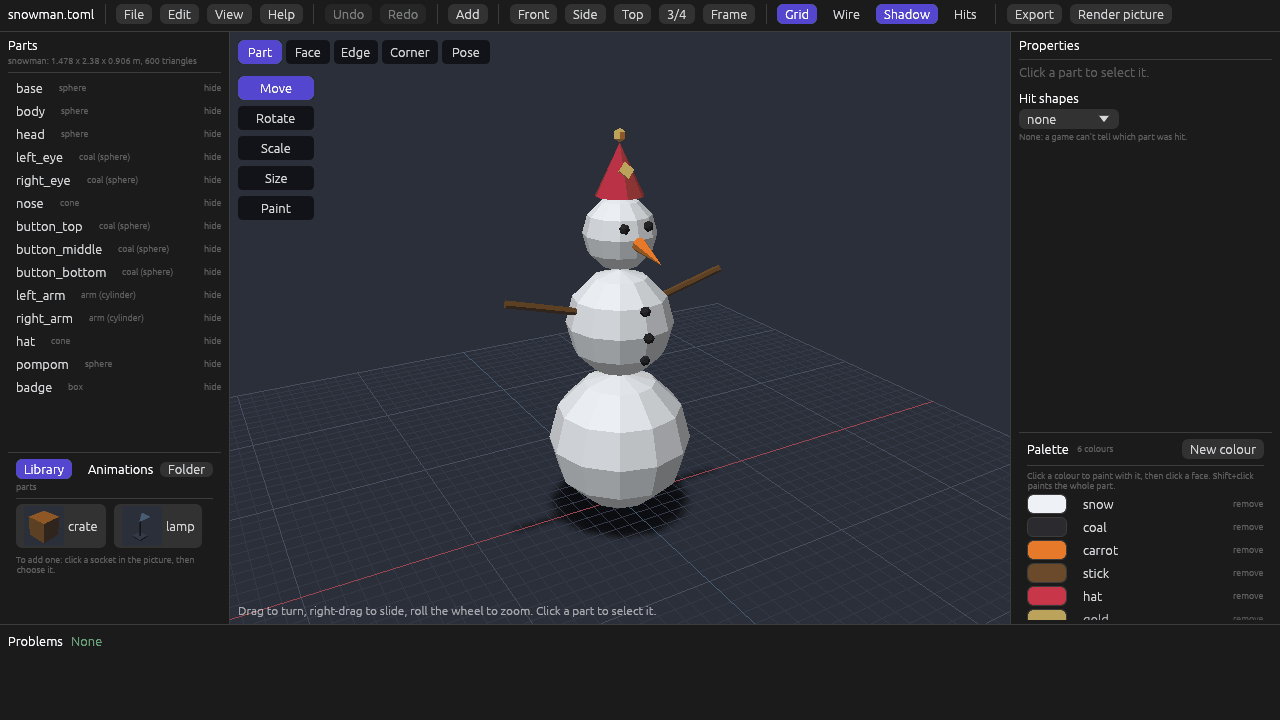 snowman.toml File Edit View Help Undo Redo Add Front Side Top 3/4 Frame Grid Wire Shadow Hits Export Render picture
Parts
snowman: 1.478 x 2.38 x 0.906 m, 600 triangles
base sphere hide
body sphere hide
head sphere hide
left_eye coal (sphere) hide
right_eye coal (sphere) hide
nose cone hide
button_top coal (sphere) hide
button_middle coal (sphere) hide
button_bottom coal (sphere) hide
left_arm arm (cylinder) hide
right_arm arm (cylinder) hide
hat cone hide
pompom sphere hide
badge box hide
Library Animations Folder
parts
crate lamp
To add one: click a socket in the picture, then
choose it.
Part Face Edge Corner Pose
Move
Rotate
Scale
Size
Paint
Drag to turn, right-drag to slide, roll the wheel to zoom. Click a part to select it.
Properties
Click a part to select it.
Hit shapes
none
None: a game can't tell which part was hit.
Palette 6 colours New colour
Click a colour to paint with it, then click a face. Shift+click
paints the whole part.
snow remove
coal remove
carrot remove
stick remove
hat remove
gold remove
Problems None